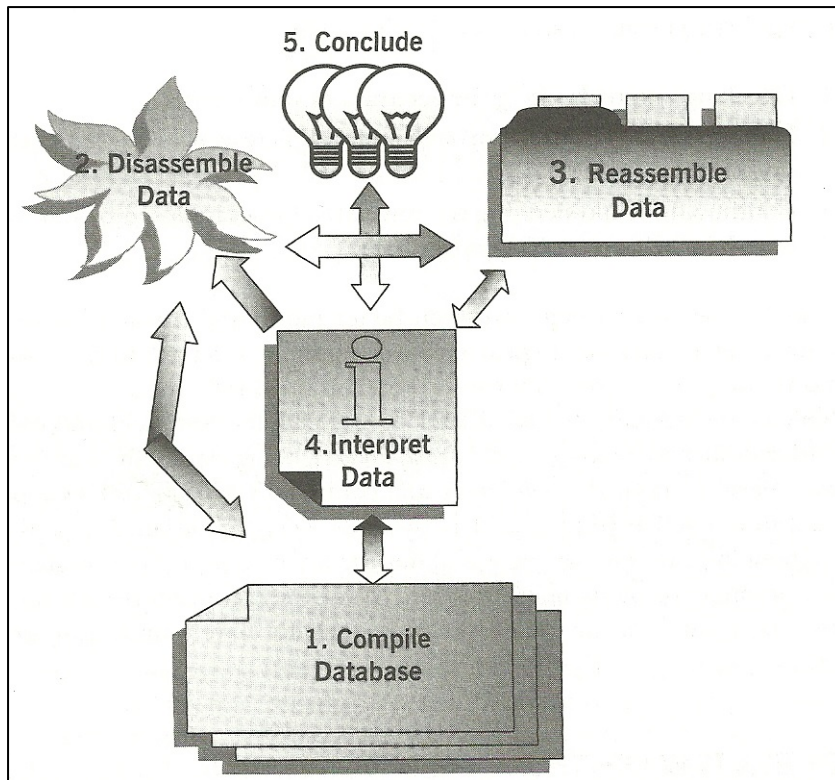 5. Conclude
2. Disassemble
Data
3. Reassemble
Data
i
4.Interpret
Data
1. Compile
Database